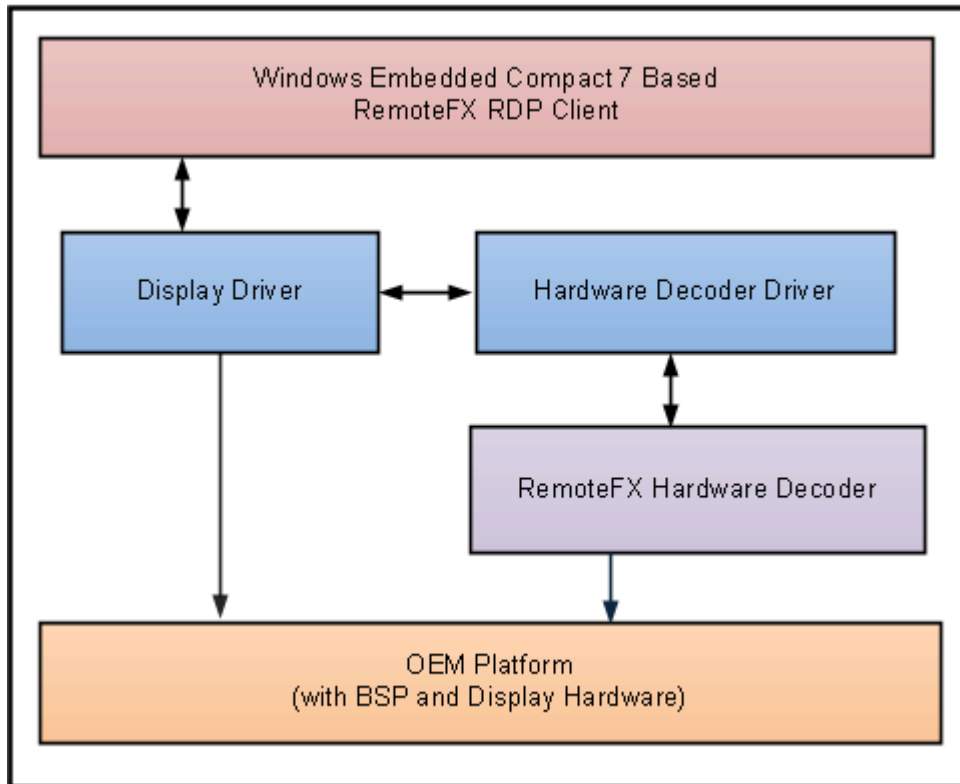 Windows Embedded Compact 7 Based
RemoteFX RDP Client
Display Driver
Hardware Decoder Driver
RemoteFX Hardware Decoder
OEM Platform
(with BSP and Display Hardware)